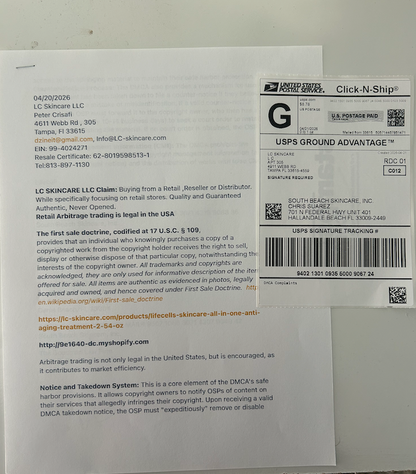 04/20/2026
LC Skincare LLC
Peter Crisafi
4611 Webb Rd , 305
Tampa, Fl 33615
dzineit@gmail.com, Info@LC-skincare.com
EIN: 99-4024271
Resale Certificate: 62-8019598513-1
Tel:813-897-1130
LC SKINCARE LLC Claim: Buying from a Retail ,Reseller or Distributor.
While specifically focusing on retail stores. Quality and Guaranteed
Authentic, Never Opened.
Retail Arbitrage trading is legal in the USA
The first sale doctrine, codified at 17 U.S.C. § 109,
provides that an individual who knowingly purchases a copy of a
copyrighted work from the copyright holder receives the right to sell,
display or otherwise dispose of that particular copy, notwithstanding the
interests of the copyright owner. All trademarks and copyrights are
acknowledged, they are only used for informative description of the item
offered for sale. All items are authentic as evidenced in photos, legally
acquired and owned, and hence covered under First Sale Doctrine.
en.wikipedia.org/wiki/First-sale_doctrine
https://lc-skincare.com/products/lifecells-skincare-all-in-one-anti-
aging-treatment-2-54-oz
http://9e1640-dc.myshopify.com
Arbitrage trading is not only legal in the United States, but is encouraged, as
it contributes to market efficiency.
Notice and Takedown System: This is a core element of the DMCA's safe
harbor provisions. It allows copyright owners to notify OSPs of content on
their services that allegedly infringes their copyright. Upon receiving a valid
DMCA takedown notice, the OSP must "expeditiously" remove or disable
UNITED STATES
POSTAL SERVICE®
Click-N-Ship®
G
U.S. POSTAGE PAID
USPS GROUND ADVANTAGE™
LC SKINCARE
4611 WEBB RD
RDC 01
C012
SIGNATURE REQUIRED
SOUTH BEACH SKINCARE INC.
CHRIS SUAREZ
701 N FEDERAL HWY UNIT 401
HALLANDALE BEACH FL 33009-2449
USPS SIGNATURE TRACKING #
9402 1301 0935 5000 9067 24